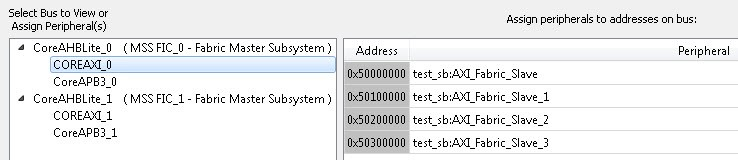 Select Bus to View or
Assign Peripheral(s)
Assign peripherals to addresses on bus:
CoreAHBLite_0 ( MSS FIC_0 - Fabric Master Subsystem )
COREAXI_0
CoreAPB3_0
CoreAHBLite_1 ( MSS FIC_1 - Fabric Master Subsystem )
COREAXI_1
CoreAPB3_1
Address Peripheral
0x50000000 test_sb:AXI_Fabric_Slave
0x50100000 test_sb:AXI_Fabric_Slave_1
0x50200000 test_sb:AXI_Fabric_Slave_2
0x50300000 test_sb:AXI_Fabric_Slave_3